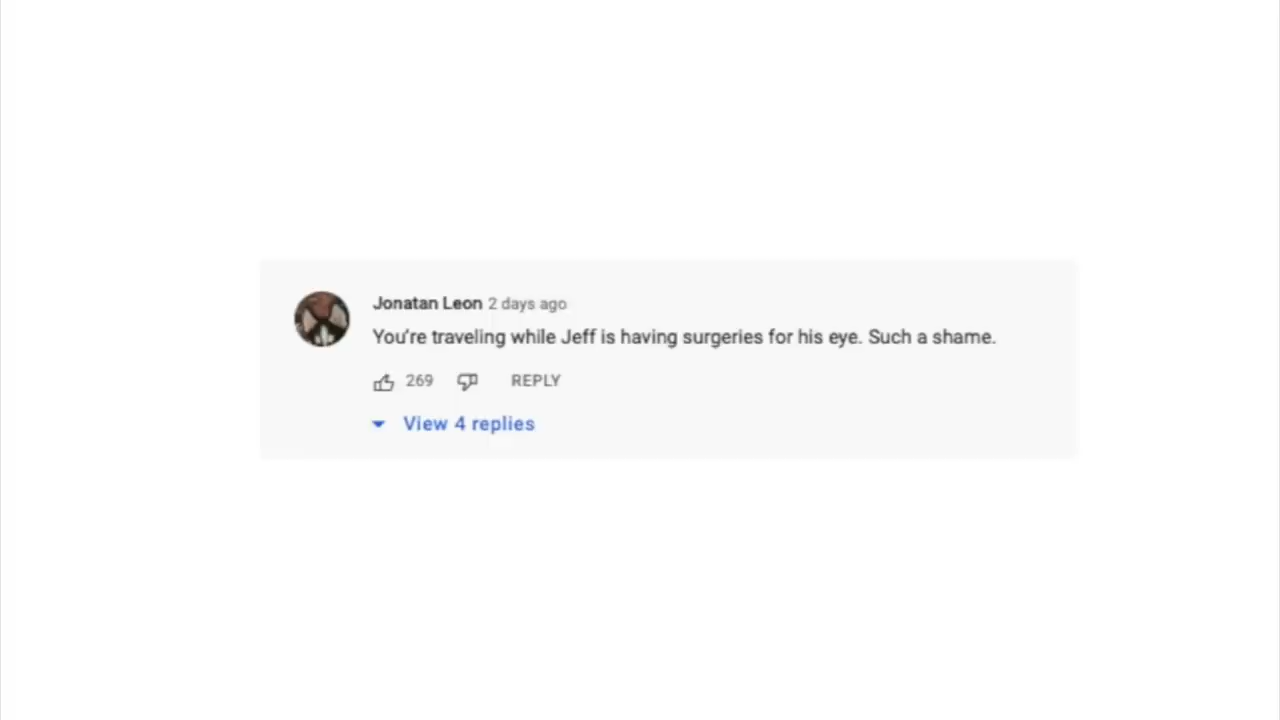 Jonatan Leon 2 days ago
You're traveling while Jeff is having surgeries for his eye. Such a shame.
269 REPLY
View 4 replies